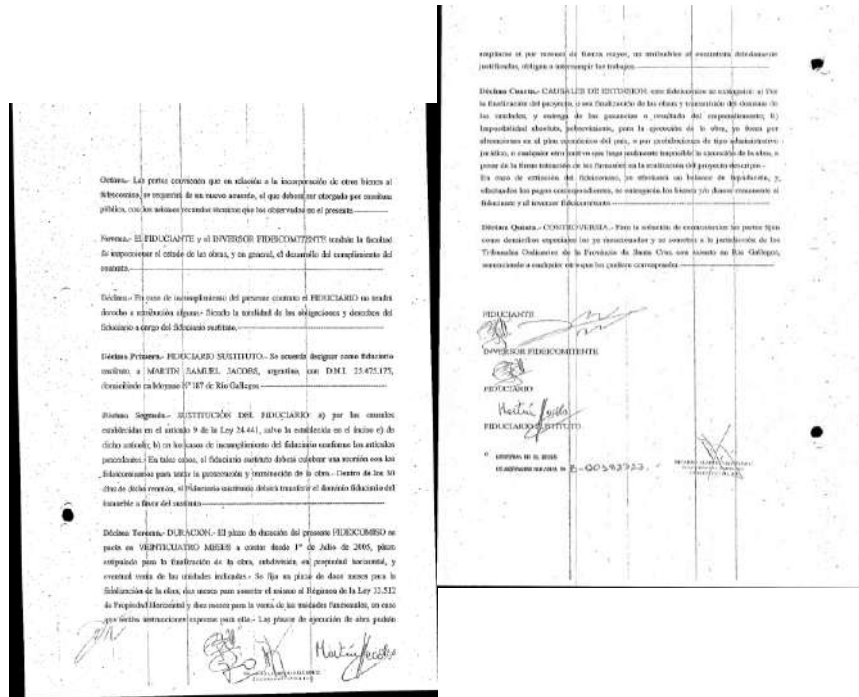 Octava.- Las partes convienen que en relación a la incorporación de otros bienes al
fideicomiso, se requerirá de un nuevo acuerdo, el que deberá ser otorgado por escritura
pública, con los mismos recaudos técnicos que los observados en el presente.
Novena.- El FIDUCIANTE y el INVERSOR FIDEICOMITENTE tendrán la facultad
de inspeccionar el estado de las obras, y en general, el desarrollo del cumplimiento del
contrato.
Décima.- En caso de incumplimiento del presente contrato el FIDUCIARIO no tendrá
derecho a retribución alguna.- Siendo la totalidad de las obligaciones y derechos del
fiduciario a cargo del fiduciario sustituto.
Décima Primera.- FIDUCIARIO SUSTITUTO.- Se acuerda designar como fiduciario
sustituto, a MARTIN SAMUEL JACOBS, argentino, con D.N.I. 23.475.175,
domiciliado en Moyano Nº 187 de Río Gallegos
Décimo Segunda.- SUSTITUCIÓN DEL FIDUCIARIO a) por las causales
establecidas en el artículo 9 de la Ley 24.441, salvo la establecida en el inciso e) de
dicho artículo; b) en los casos de incumplimiento del fiduciario conforme los artículos
precedentes.- En tales casos, el fiduciario sustituto deberá celebrar una reunión con los
fideicomisarios para tratar la prosecución y terminación de la obra.- Dentro de los 30
días de dicha reunión, el fiduciario sustituido deberá transferir el dominio fiduciario del
inmueble a favor del sustituto
Décima Tercera.- DURACIÓN.- El plazo de duración del presente FIDEICOMISO se
pacta en VEINTICUATRO MESES a contar desde 1º de Julio de 2005, plazo
estipulado para la finalización de la obra, subdivisión en propiedad horizontal, y
eventual venta de las unidades indicadas.- Se fija un plazo de doce meses para la
finalización de la obra, dos meses para someter el mismo al Régimen de la Ley 13.512
de Propiedad Horizontal y diez meses para la venta de las unidades funcionales, en caso
que reciba instrucciones expresas para ello.- Los plazos de ejecución de obra podrán
Martín Jacobs
ampliarse si por razones de fuerza mayor, no atribuibles al constructor debidamente
justificadas, obligan a interrumpir los trabajos.
Décima Cuarta.- CAUSALES DE EXTINSION: este fideicomiso se extinguirá: a) Por
la finalización del proyecto, o sea finalización de las obras y transmisión del dominio de
las unidades, y entrega de las ganancias o resultado del emprendimiento; b)
Imposibilidad absoluta, sobreviniente, para la ejecución de la obra, ya fuera por
alteraciones en el plan económico del país, o por prohibiciones de tipo administrativo
jurídico, o cualquier otro motivo que haga realmente imposible la ejecución de la obra, a
pesar de la firme intención de los firmantes en la realización del proyecto descripto.-
En caso de extinción del fideicomiso, se efectuará un balance de liquidación, y,
efectuados los pagos correspondientes, se entregarán los bienes y/o dinero remanente al
fiduciante y al inversor fideicomitente
Décima Quinta.- CONTROVERSIA.- Para la solución de controversias las partes fijan
como domicilios especiales los ya mencionados y se someten a la jurisdicción de los
Tribunales Ordinarios de la Provincia de Santa Cruz, con asiento en Río Gallegos,
renunciando a cualquier otro que les pudiera corresponder.
FIDUCIANTE
INVERSOR FIDEICOMITENTE
FIDUCIARIO
Martín Jacobs
FIDUCIARIO SUSTITUTO
B-00383723.